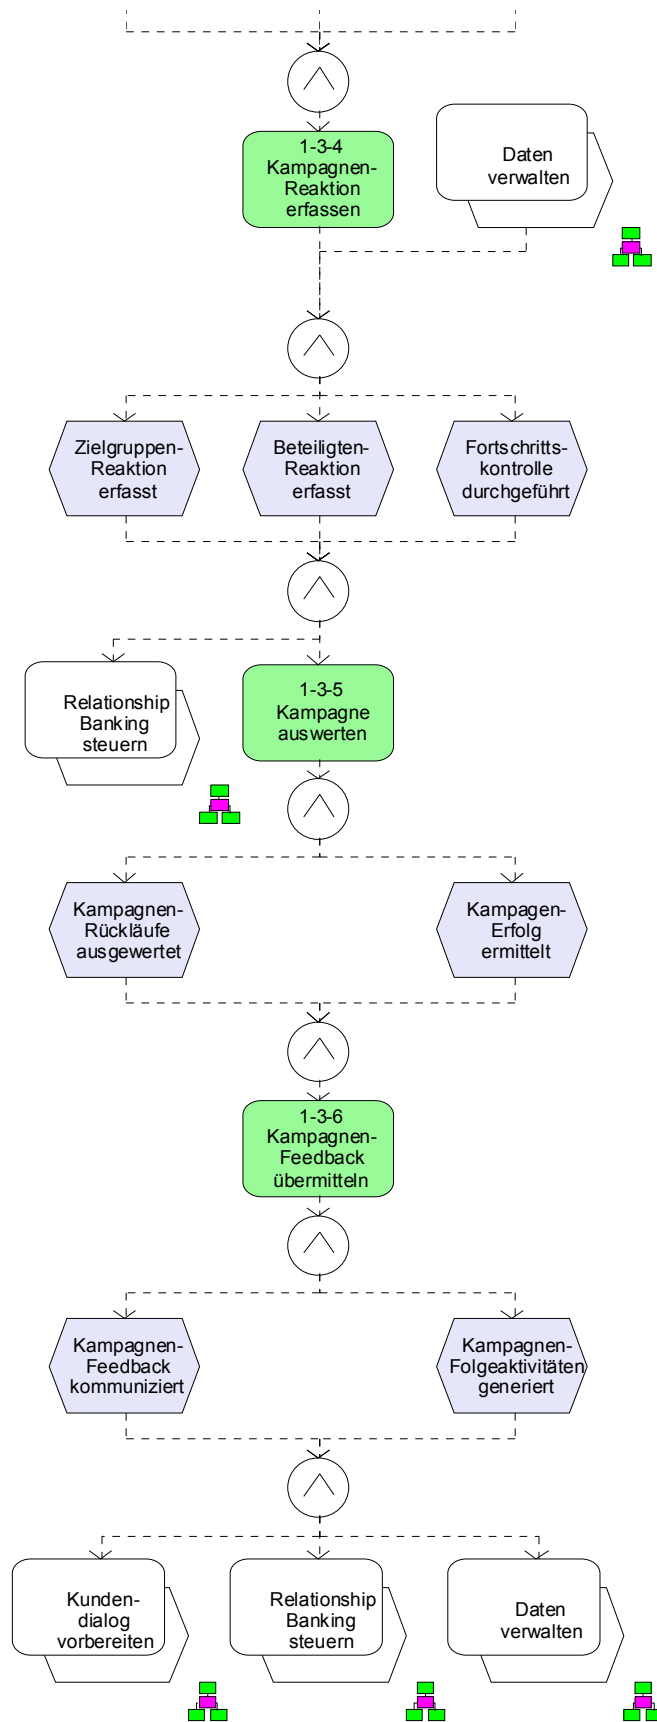 1-3-4
Kampagnen-
Reaktion
erfassen
Daten
verwalten
Zielgruppen-
Reaktion
erfasst
Beteiligten-
Reaktion
erfasst
Fortschritts-
kontrolle
durchgeführt
Relationship
Banking
steuern
1-3-5
Kampagne
auswerten
Kampagnen-
Rückläufe
ausgewertet
Kampagen-
Erfolg
ermittelt
1-3-6
Kampagnen-
Feedback
übermitteln
Kampagnen-
Feedback
kommuniziert
Kampagnen-
Folgeaktivitäten
generiert
Kunden-
dialog
vorbereiten
Relationship
Banking
steuern
Daten
verwalten